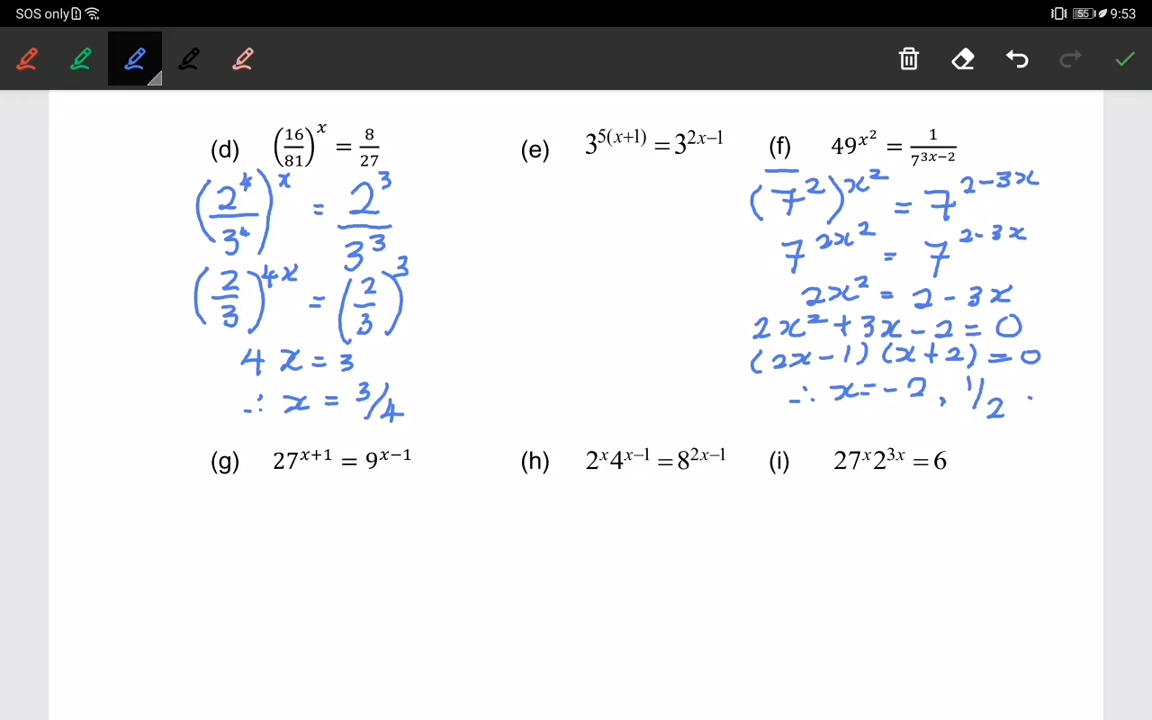 SOS only 55 9:53
(d) (16/81)^x = 8/27 (e) 3^{5(x+1)} = 3^{2x–1} (f) 49^{x^2} = 1/7^{3x−2}
(2^4/3^4)^x = 2^3/3^3
(2/3)^{4x} = (2/3)^3
4x = 3
∴ x = 3/4
(7^2)^{x^2} = 7^{2-3x}
7^{2x^2} = 7^{2-3x}
2x^2 = 2 - 3x
2x^2 + 3x - 2 = 0
(2x - 1)(x + 2) = 0
∴ x = -2, 1/2.
(g) 27^{x+1} = 9^{x−1} (h) 2^x4^{x–1} = 8^{2x–1} (i) 27^x2^{3x} = 6